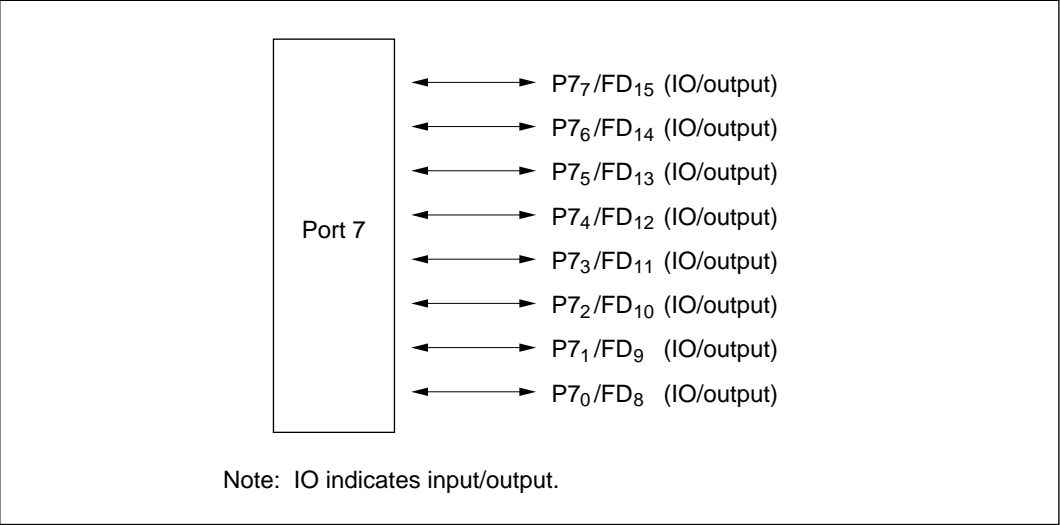 P7₇/FD₁₅ (IO/output)
P7₆/FD₁₄ (IO/output)
P7₅/FD₁₃ (IO/output)
P7₄/FD₁₂ (IO/output)
Port 7
P7₃/FD₁₁ (IO/output)
P7₂/FD₁₀ (IO/output)
P7₁/FD₉ (IO/output)
P7₀/FD₈ (IO/output)
Note: IO indicates input/output.